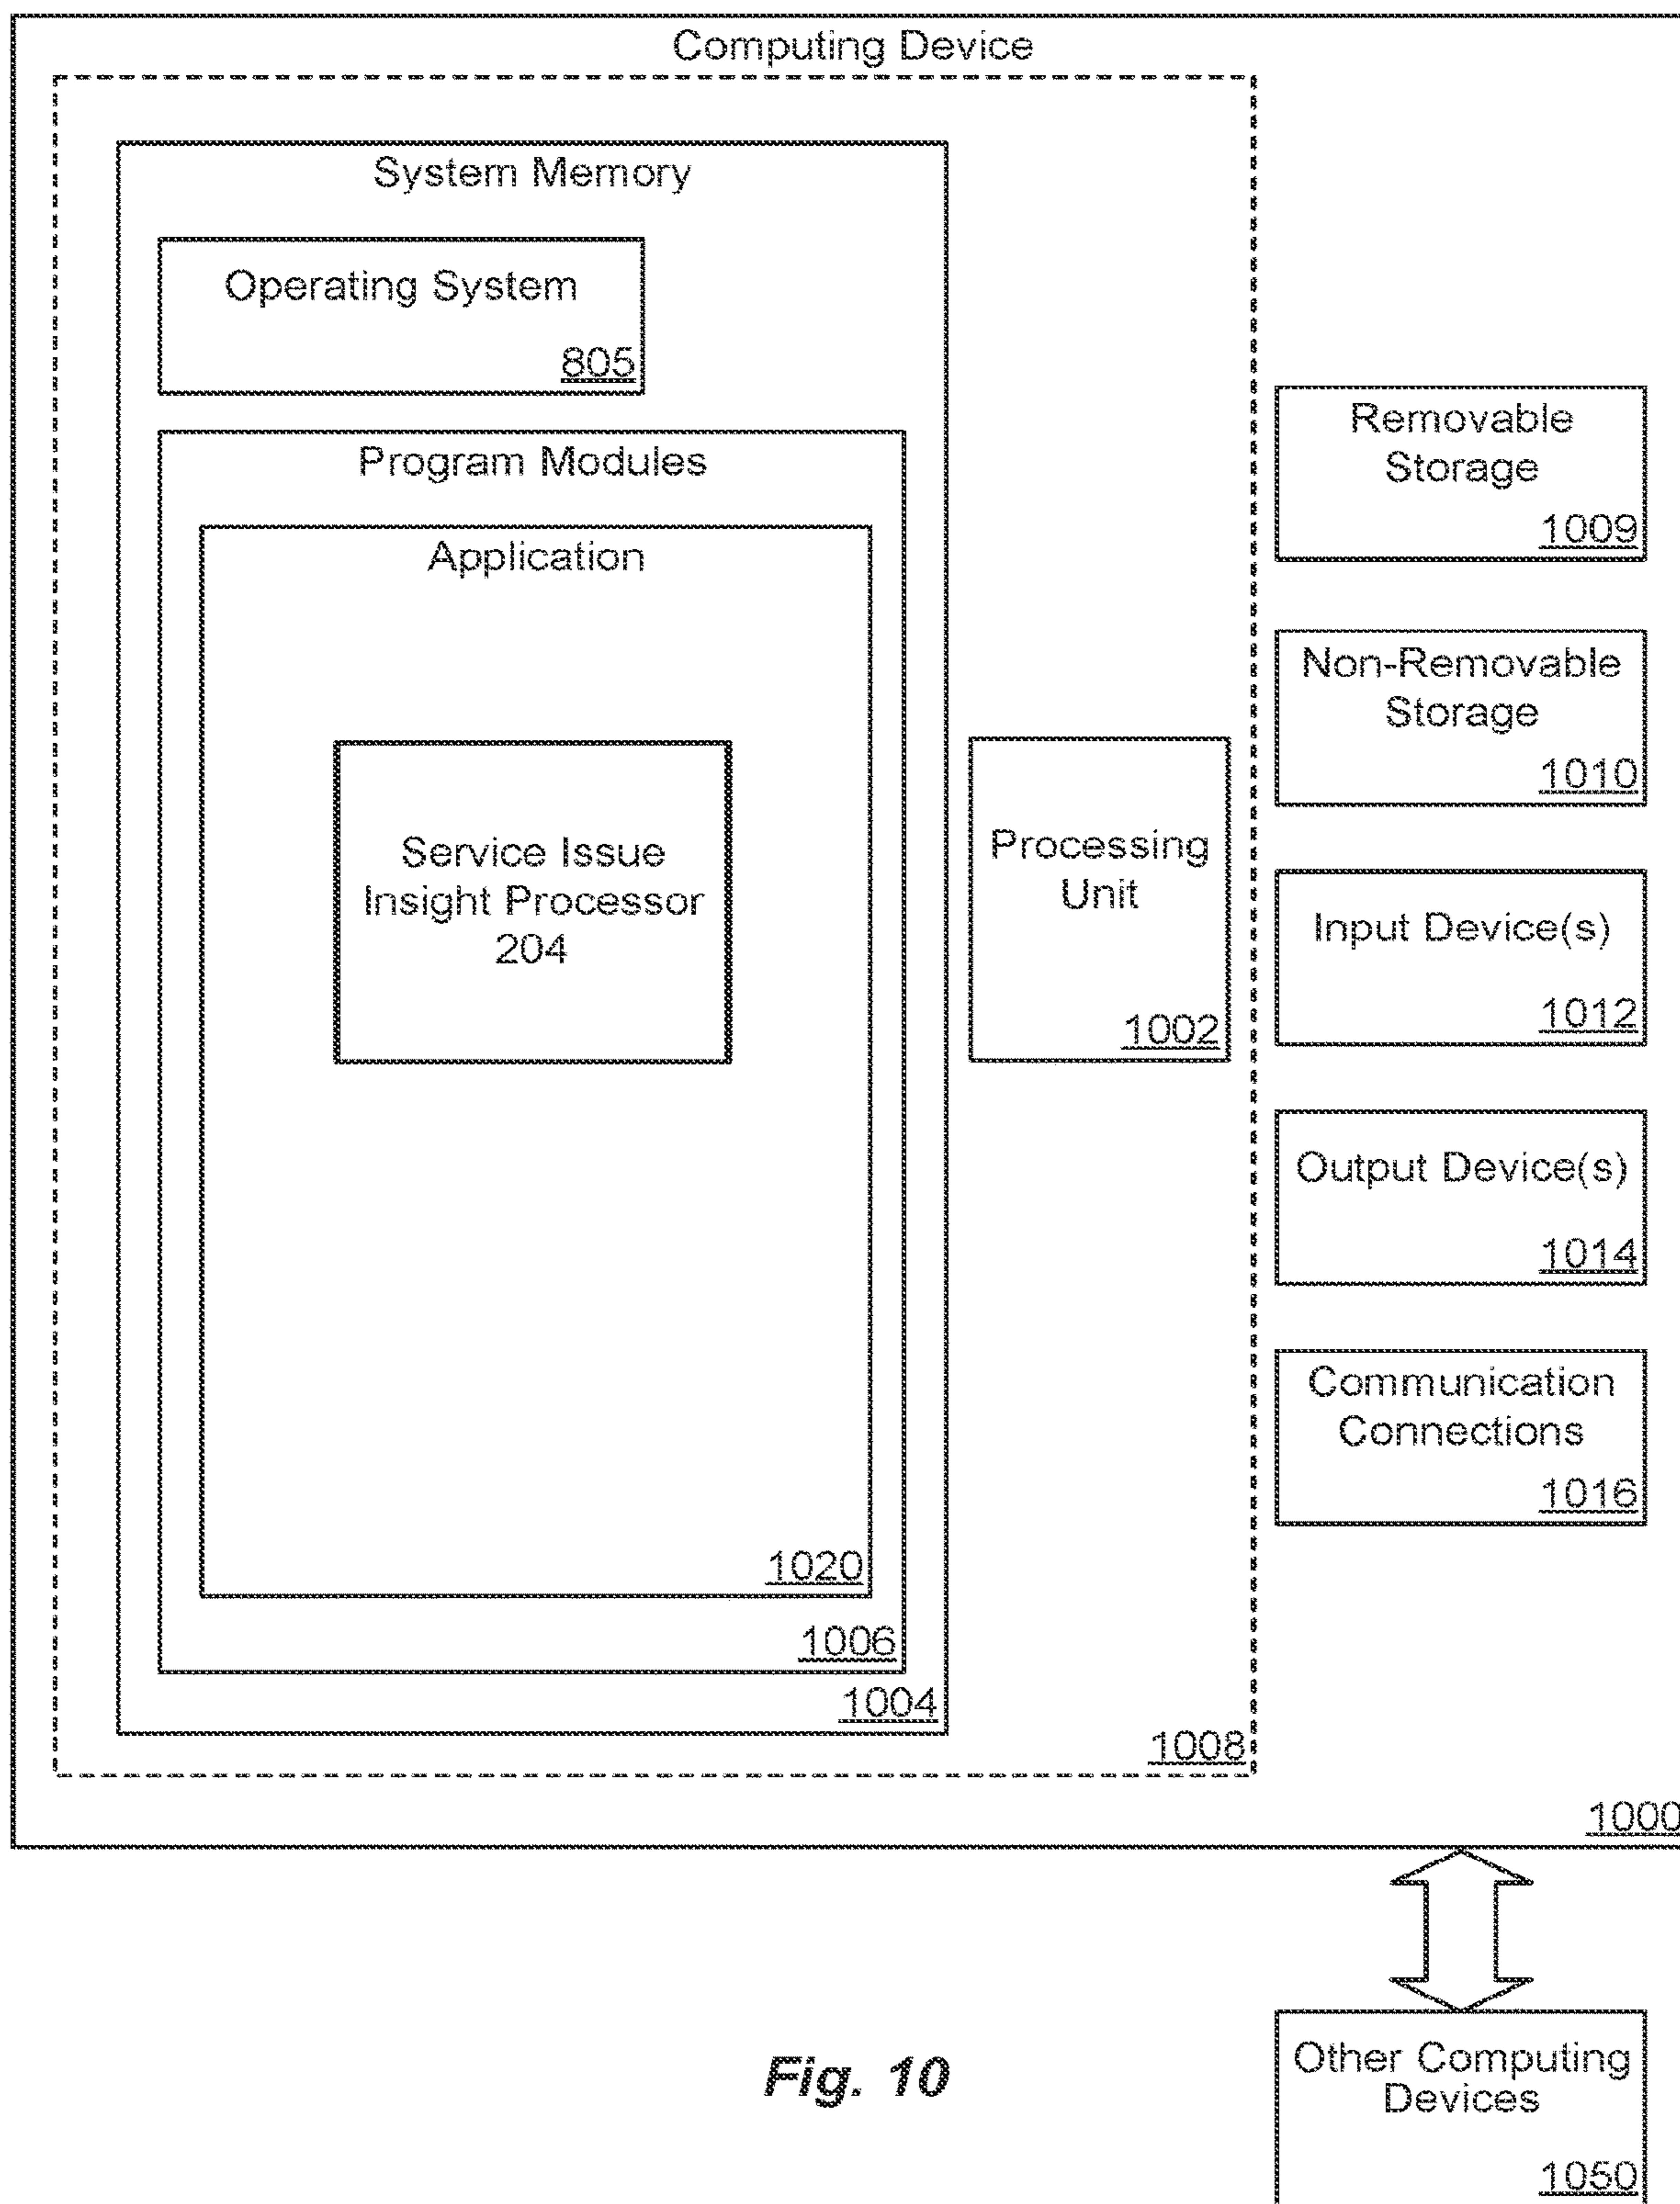 Computing Device
System Memory
Operating System
805
Program Modules
Application
Service Issue
Insight Processor
204
1020
1006
1004
Processing
Unit
1002
1008
Removable
Storage
1009
Non-Removable
Storage
1010
Input Device(s)
1012
Output Device(s)
1014
Communication
Connections
1016
1000
Other Computing
Devices
1050
Fig. 10